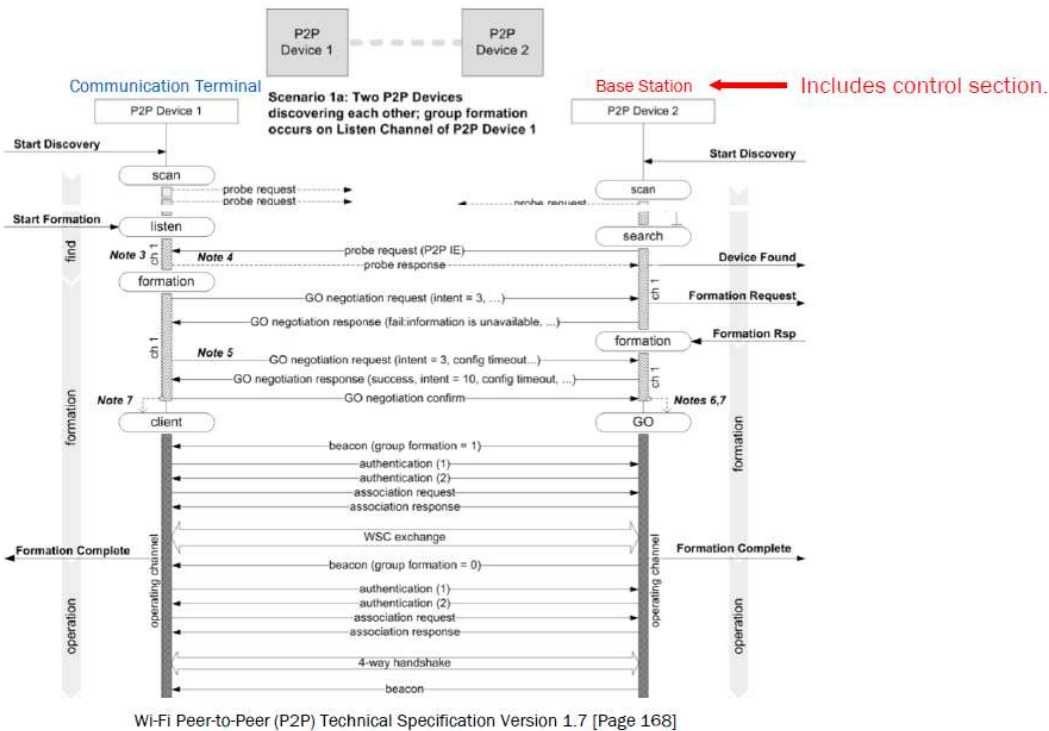 P2P
Device 1
P2P
Device 2
Communication Terminal
Base Station
Includes control section.
P2P Device 1
Scenario 1a: Two P2P Devices
discovering each other; group formation
occurs on Listen Channel of P2P Device 1
P2P Device 2
Start Discovery
Start Discovery
scan
scan
probe request
probe request
probe request
Start Formation
listen
search
find
Note 3
ch 1
Note 4
probe request (P2P IE)
probe response
Device Found
formation
ch 1
GO negotiation request (intent = 3, ...)
Formation Request
GO negotiation response (fail:information is unavailable, ...)
formation
Formation Rsp
ch 1
Note 5
GO negotiation request (intent = 3, config timeout...)
ch 1
GO negotiation response (success, intent = 10, config timeout, ...)
Note 7
GO negotiation confirm
Notes 6,7
client
GO
formation
formation
beacon (group formation = 1)
authentication (1)
authentication (2)
association request
association response
WSC exchange
Formation Complete
Formation Complete
operating channel
operating channel
beacon (group formation = 0)
authentication (1)
authentication (2)
association request
association response
operation
operation
4-way handshake
beacon
Wi-Fi Peer-to-Peer (P2P) Technical Specification Version 1.7 [Page 168]